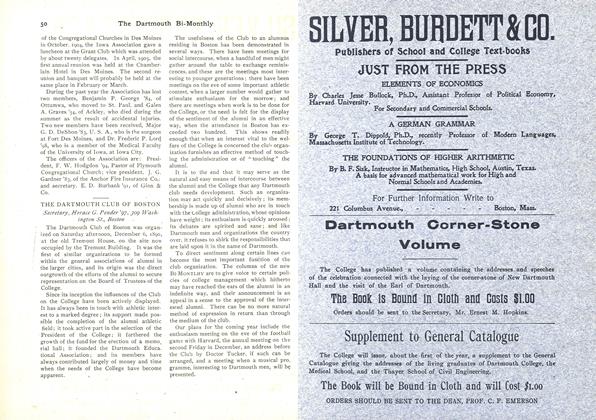 50 The Dartmouth Bi-Monthly
of the Congregational Churches in Des Moines
in October, 1904, the Iowa Association gave a
luncheon at the Grant Club which was attended
by about twenty delegates. In April, 1905, the
first annual reunion was held at the Chamber-
lain Hotel in Des Moines. The second re-
union and banquet will probably be held at the
same place in February or March.
During the past year the Association has lost
two members, Benjamin F. George '84, of
Ottumwa, who moved to St. Paul, and Galen
A. Graves '54, of Ackley, who died during the
summer as the result of accidental injuries.
Two new members have been received, Major
G. D. DeShon '83, U. S. A., who is the surgeon
at Fort Des Moines, and Dr. Frederic P. Lord
'98, who is a member of the Medical Faculty
of the University of Iowa, at Iowa City.
The officers of the Association are: Presi-
dent, F. W. Hodgdon '94, Pastor of Plymouth
Congregational Church; vice president, J. G.
Gardner '83, of the Anchor Fire Insurance Co.
and secretary, E. D. Burbank '91, of Ginn &
Co.
THE DARTMOUTH CLUB OF BOSTON
Secretary, Horace G. Pender '97, 309 Wash-
ington St., Boston
The Dartmouth Club of Boston was organ-
ized on Saturday afternoon, December 6, 1890,
at the old Tremont House, on the site now
occupied by the Tremont Building. It was the
first of similar organizations to be formed
within the general associations of alumni in
the larger cities, and its origin was the direct
outgrowth of the efforts of the alumni to secure
representation on the Board of Trustees of the
College.
Since its inception the influences of the Club
on the College have been actively displayed.
It has always been in touch with athletic inter-
est to a marked degree; its support made pos-
sible the completion of the alumni athletic
field; it took active part in the selection of the
President of the College; it furthered the
growth of the fund for the erection of a memo-
rial hall; it founded the Dartmouth Educa-
tional Association; and its members have
always contributed largely of money and time
when the needs of the College have become
apparent.
The usefulness of the Club to an alumnus
residing in Boston has been demonstrated in
several ways. There have been meetings for
social intercourse, when a handful of men might
gather around the table to exchange reminis-
cences, and these are the meetings most inter-
esting to younger generations; there have been
meetings on the eve of some important athletic
contest, when a larger number would gather to
stimulate enthusiasm for the morrow; and
there are meetings when work is to be done for
the College, or the need is felt for the display
of the sentiment of the alumni in an effective
way, when the attendance in Boston has ex-
ceeded two hundred. This shows readily
enough that when an interest vital to the wel-
fare of the College is concerned the club organi-
zation furnishes an effective method of touch-
ing the administration or of "touching" the
alumni.
It is to the end that it may serve as the
natural and easy means of intercourse between
the alumni and the College that any Dartmouth
club needs development. Such an organiza-
tion may act quickly and decisively; its mem-
bership is made up of alumni who are in touch
with the College administration, whose opinions
have weight; its enthusiasm is quickly aroused;
its debates are spirited and sane; and like
Dartmouth men and organizations the country
over, it refuses to shirk the responsibilities that
are laid upon it in the name of Dartmouth.
To direct sentiment along certain lines can
become the most important function of the
club organization. The columns of the new
BI-MONTHLY are to give voice to certain poli-
cies of college management which hitherto
may have reached the ears of the alumni in an
indefinite way, and their announcement is an
appeal in a sense to the approval of the inter-
ested alumni. There can be no more natural
method of expression in return than through
the medium of the club.
Our plans for the coming year include the
enthusiasm meeting on the eve of the football
game with Harvard, the annual meeting on the
second Friday in December, an address before
the Club by Doctor Tucker, if such can be
arranged, and a meeting when a musical pro-
gramme, interesting to Dartmouth men, will be
presented.
SILVER, BURDETT & CO.
Publishers of School and College Text-books
JUST FROM THE PRESS
ELEMENTS OF ECONOMICS
By Charles Jesse Bullock, Ph.D., Assistant Professor of Political Economy,
Harvard University.
For Secondary and Commercial Schools.
A GERMAN GRAMMAR
By George T. Dippold, Ph.D., recently Professor of Modern Languages,
Massachusetts Institute of Technology.
THE FOUNDATIONS OF HIGHER ARITHMETIC
By B. F. Sisk, Instructor in Mathematics, High School, Austin, Texas.
A basis for advanced mathematical work for High and
Normal Schools and Academies.
For Further Information Write to
221 Columbus Avenue, - - - - Boston, Mass.
Dartmouth Corner-Stone
Volume
The College has published a volume containing the addresses and speeches
of the celebration connected with the laying of the corner-stone of New Dartmouth
Hall and the visit of the Earl of Dartmouth.
The Book is Bound in Cloth and Costs $1.00
Orders should be sent to the Secretary, Mr. Ernest M. Hopkins.
Supplement to General Catalogue
The College will issue, about the first of the year, a supplement to the General
Catalogue giving the addresses of the living graduates of Dartmouth College, the
Medical School, and the Thayer School of Civil Engineering.
The Book will be Bound in Cloth and will Cost $1.00
ORDERS SHOULD BE SENT TO THE DEAN, PROF. C. F. EMERSON